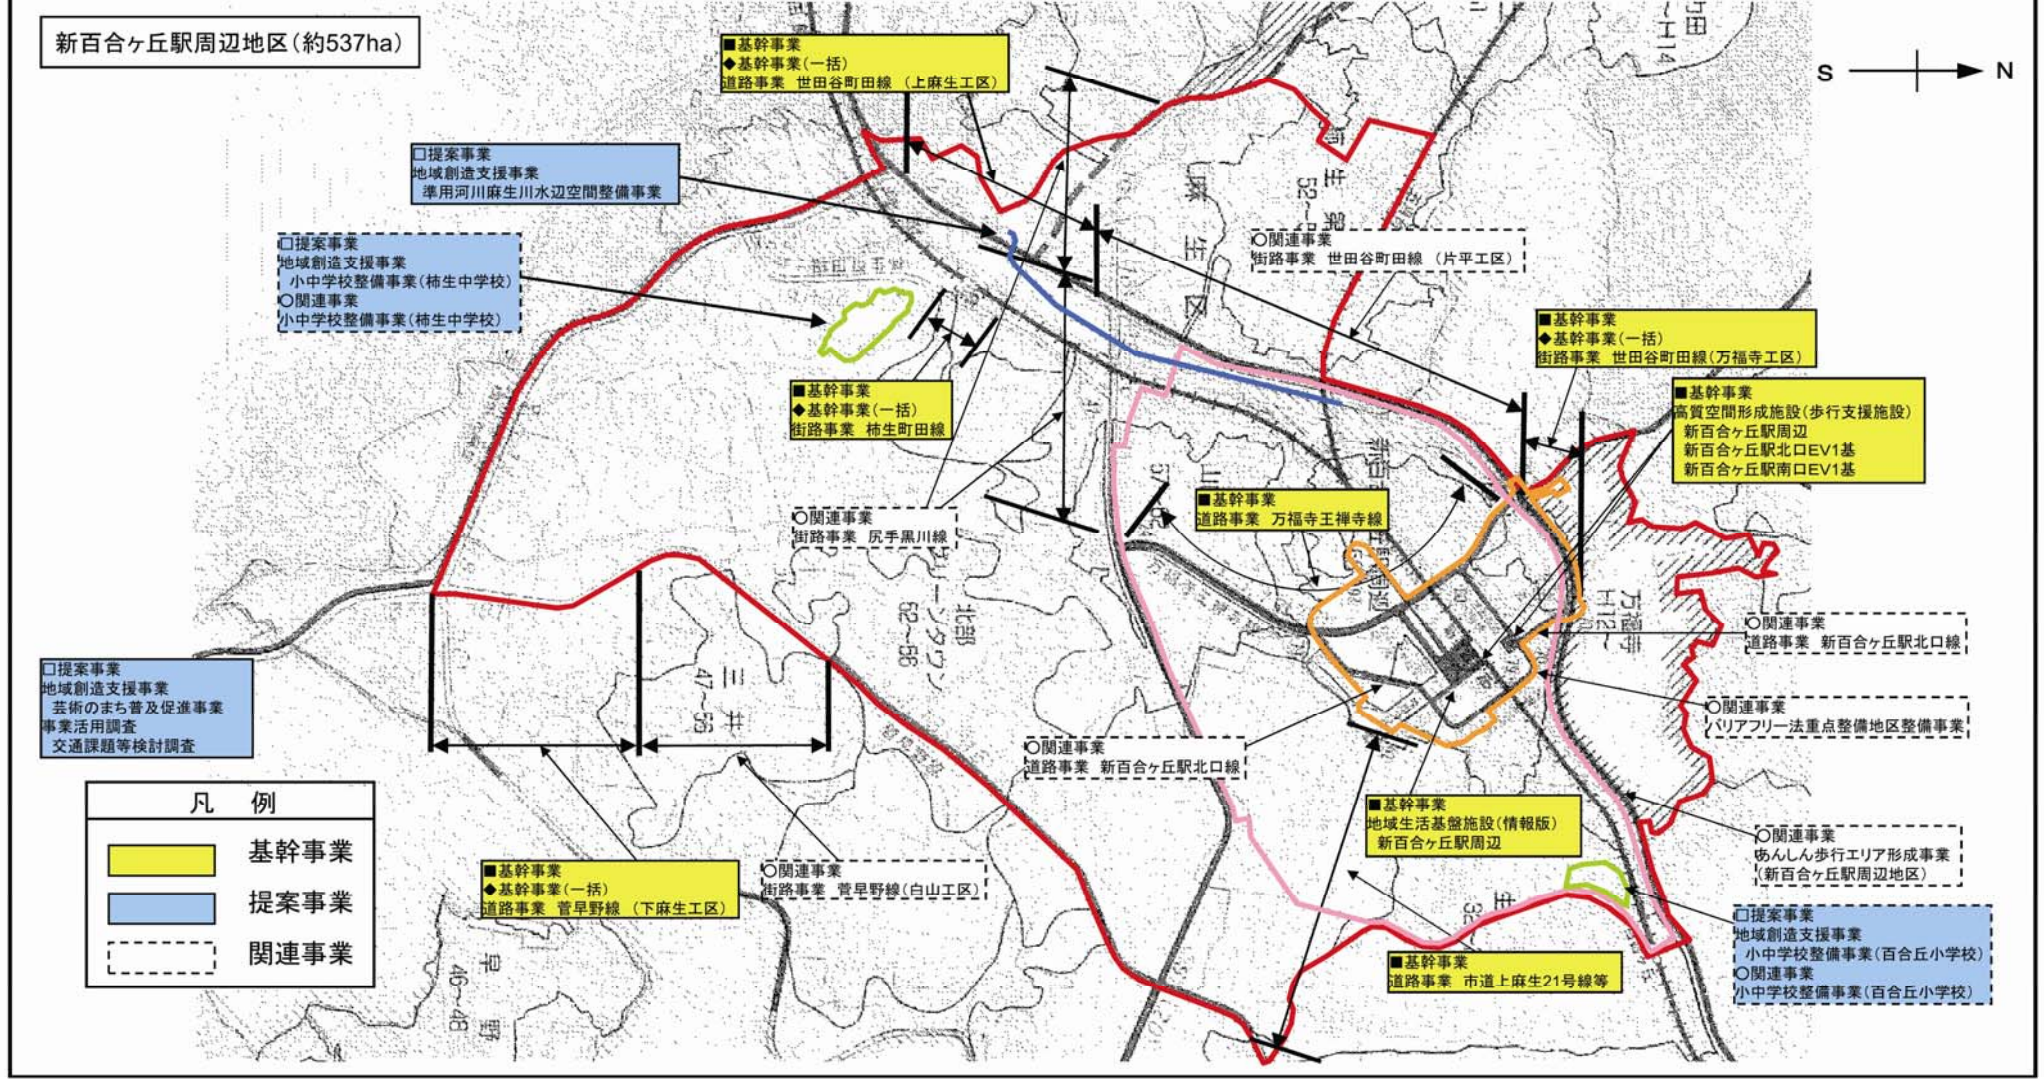 新百合ヶ丘駅周辺地区（約537ha）
S
N
■基幹事業
◆基幹事業（一括）
道路事業 世田谷町田線 （上麻生工区）
□提案事業
地域創造支援事業
準用河川麻生川水辺空間整備事業
□提案事業
地域創造支援事業
小中学校整備事業（柿生中学校）
○関連事業
小中学校整備事業（柿生中学校）
○関連事業
街路事業 世田谷町田線 （片平工区）
■基幹事業
◆基幹事業（一括）
街路事業 世田谷町田線（万福寺工区）
■基幹事業
高質空間形成施設（歩行支援施設）
新百合ヶ丘駅周辺
新百合ヶ丘駅北口EV1基
新百合ヶ丘駅南口EV1基
■基幹事業
◆基幹事業（一括）
街路事業 柿生町田線
■基幹事業
道路事業 万福寺王禅寺線
○関連事業
街路事業 尻手黒川線
○関連事業
道路事業 新百合ヶ丘駅北口線
□提案事業
地域創造支援事業
芸術のまち普及促進事業
事業活用調査
交通課題等検討調査
○関連事業
バリアフリー法重点整備地区整備事業
○関連事業
道路事業 新百合ヶ丘駅北口線
■基幹事業
地域生活基盤施設（情報版）
新百合ヶ丘駅周辺
○関連事業
あんしん歩行エリア形成事業
（新百合ヶ丘駅周辺地区）
■基幹事業
◆基幹事業（一括）
道路事業 菅早野線 （下麻生工区）
○関連事業
街路事業 菅早野線（白山工区）
□提案事業
地域創造支援事業
小中学校整備事業（百合丘小学校）
○関連事業
小中学校整備事業（百合丘小学校）
■基幹事業
道路事業 市道上麻生21号線等
凡 例
基幹事業
提案事業
関連事業
麻生区
万福寺
H12～
北部
52～56
三井
47～53
早野
46～48
～H14